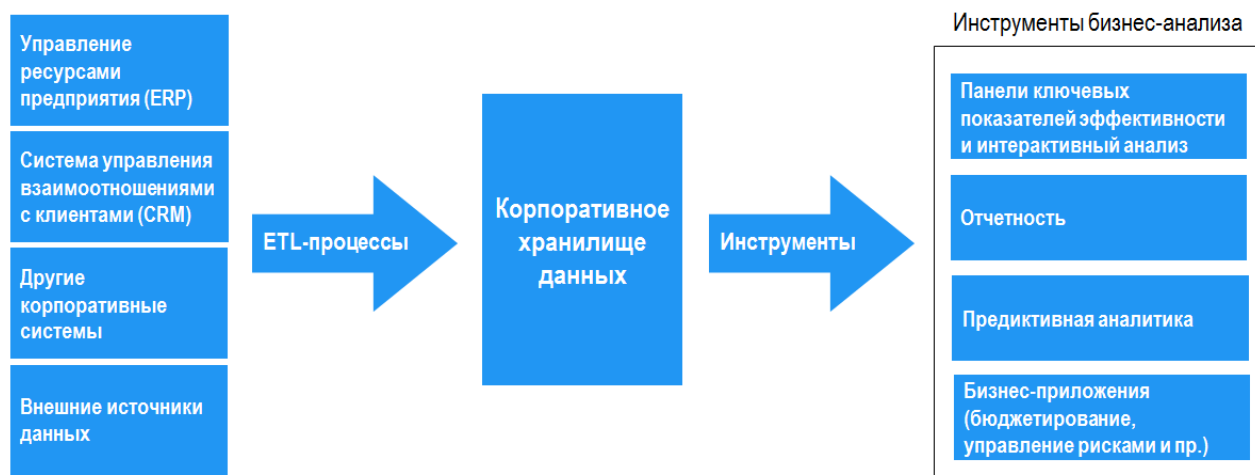 Управление
ресурсами
предприятия (ERP)
Система управления
взаимоотношениями
с клиентами (CRM)
Другие
корпоративные
системы
Внешние источники
данных
ETL-процессы
Корпоративное
хранилище
данных
Инструменты
Инструменты бизнес-анализа
Панели ключевых
показателей эффективности
и интерактивный анализ
Отчетность
Предиктивная аналитика
Бизнес-приложения
(бюджетирование,
управление рисками и пр.)